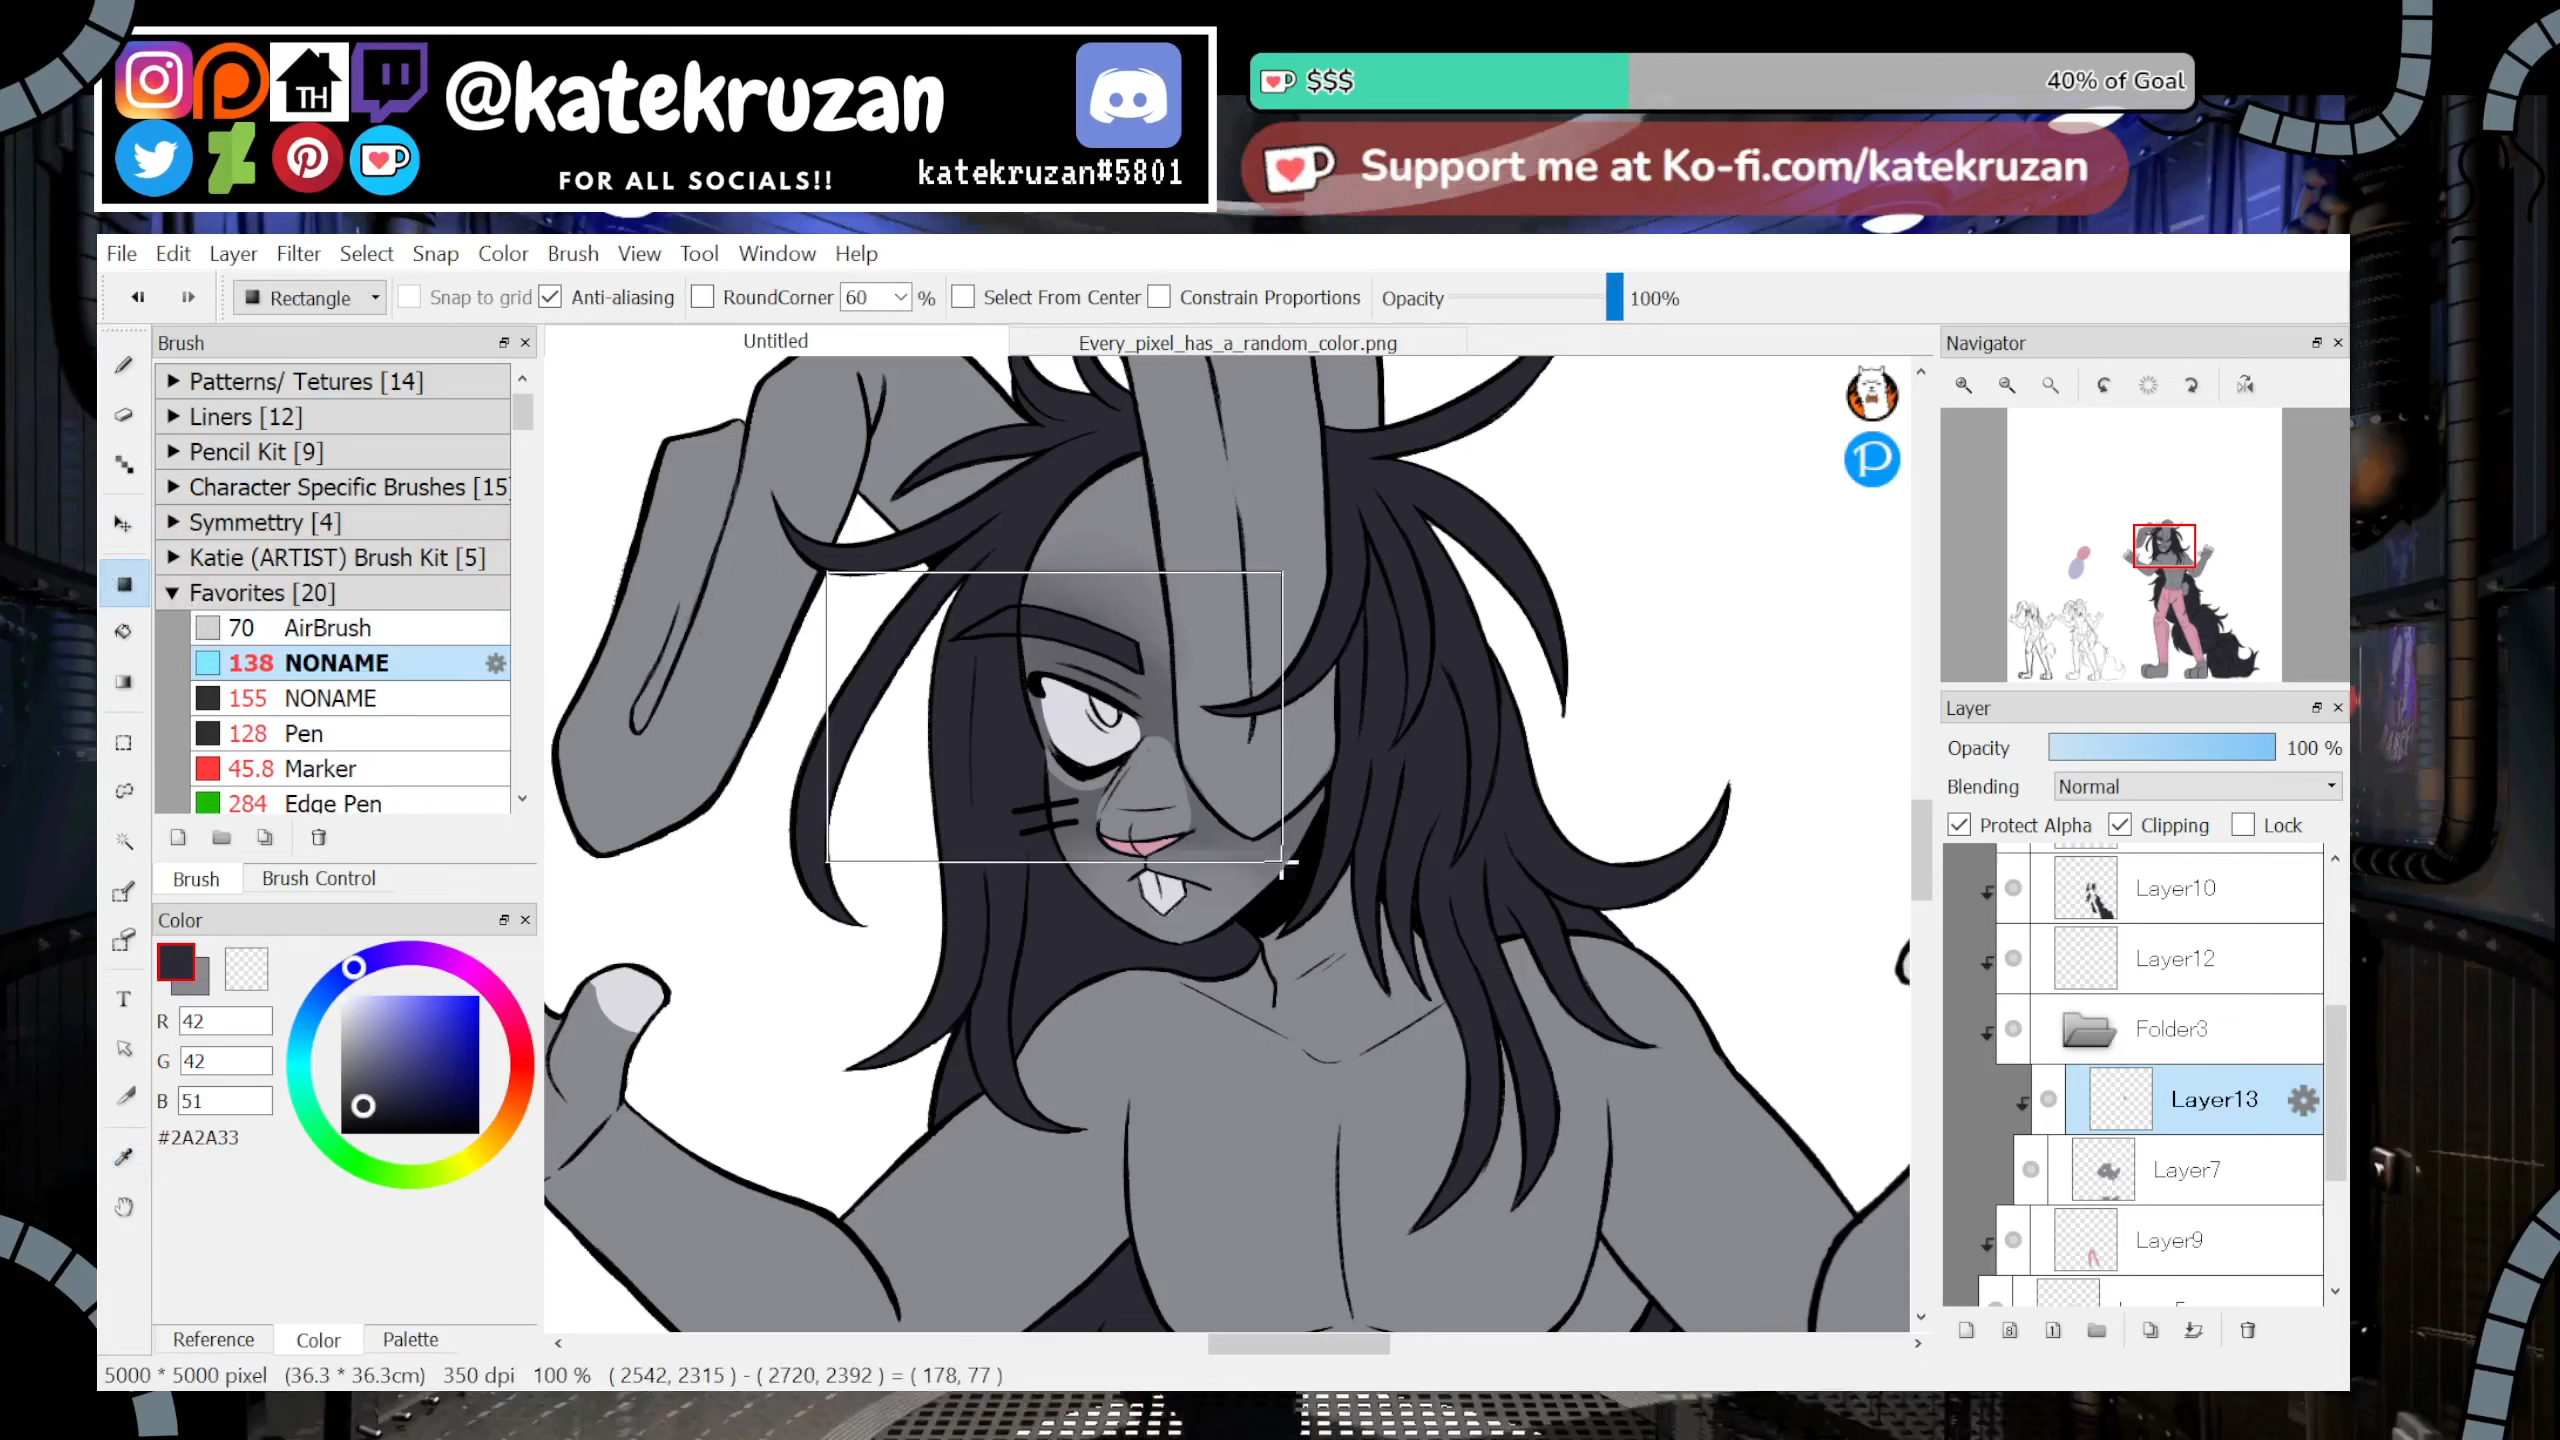 TH
@katekruzan
FOR ALL SOCIALS!!
katekruzan#5801
$$$
40% of Goal
Support me at Ko-fi.com/katekruzan
File Edit Layer Filter Select Snap Color Brush View Tool Window Help
Rectangle Snap to grid Anti-aliasing RoundCorner 60 % Select From Center Constrain Proportions Opacity 100%
Brush
Patterns/ Tetures [14]
Liners [12]
Pencil Kit [9]
Character Specific Brushes [15]
Symmettry [4]
Katie (ARTIST) Brush Kit [5]
Favorites [20]
70 AirBrush
138 NONAME
155 NONAME
128 Pen
45.8 Marker
284 Edge Pen
Brush Brush Control
Color
R 42
G 42
B 51
#2A2A33
Reference Color Palette
Untitled
Every_pixel_has_a_random_color.png
P
Navigator
Layer
Opacity 100 %
Blending Normal
Protect Alpha Clipping Lock
Layer10
Layer12
Folder3
Layer13
Layer7
Layer9
T
8
1
5000 * 5000 pixel (36.3 * 36.3cm) 350 dpi 100 % ( 2542, 2315 ) - ( 2720, 2392 ) = ( 178, 77 )